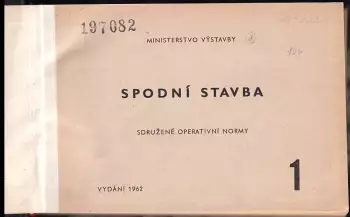 197082
MINISTERSTVO VÝSTAVBY
SPODNÍ STAVBA
SDRUŽENÉ OPERATIVNÍ NORMY
1
VYDÁNÍ 1962